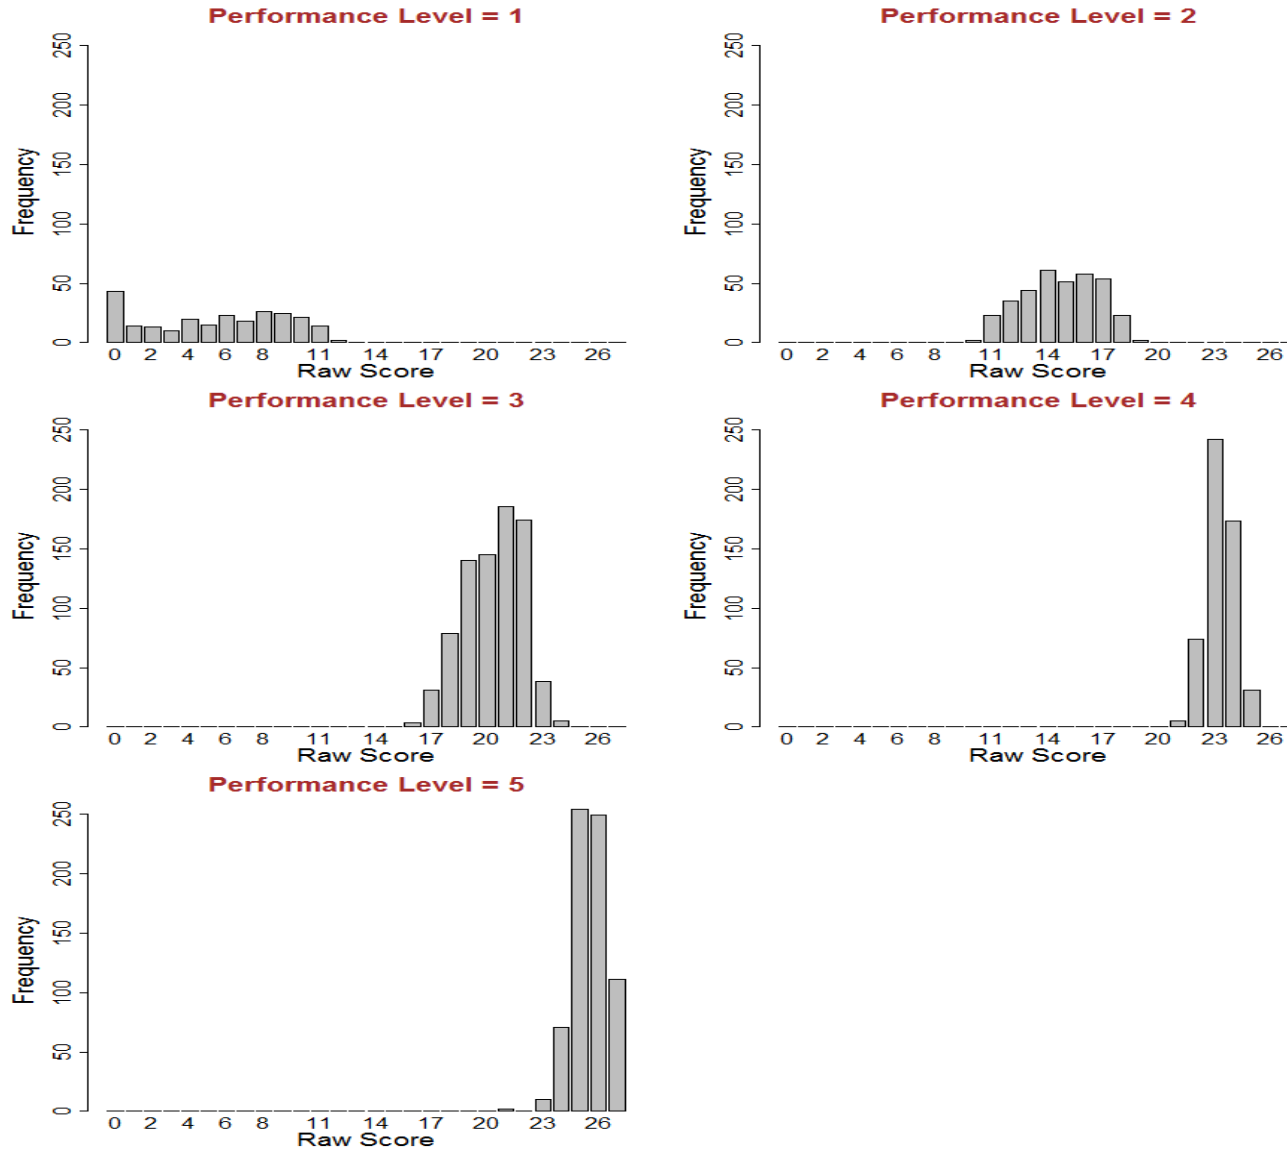 Performance Level = 1
250
200
150
100
50
0
Frequency
0 2 4 6 8 11 14 17 20 23 26
Raw Score
Performance Level = 2
250
200
150
100
50
0
Frequency
0 2 4 6 8 11 14 17 20 23 26
Raw Score
Performance Level = 3
250
200
150
100
50
0
Frequency
0 2 4 6 8 11 14 17 20 23 26
Raw Score
Performance Level = 4
250
200
150
100
50
0
Frequency
0 2 4 6 8 11 14 17 20 23 26
Raw Score
Performance Level = 5
250
200
150
100
50
0
Frequency
0 2 4 6 8 11 14 17 20 23 26
Raw Score